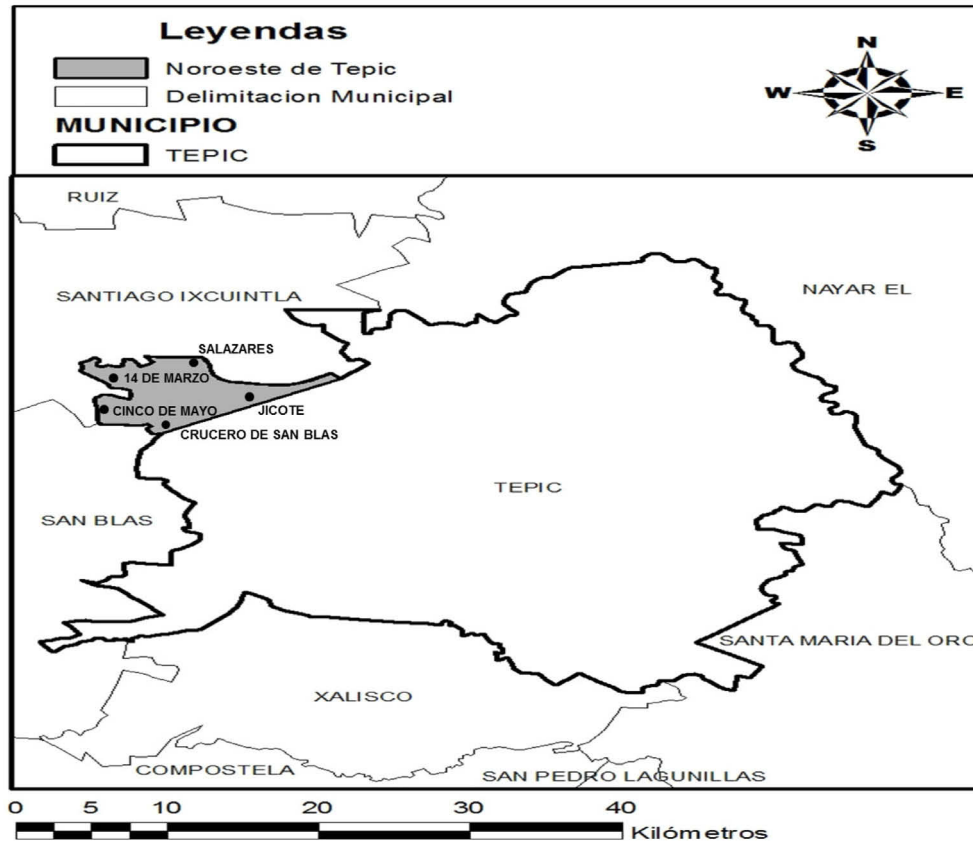 Leyendas
Noroeste de Tepic
Delimitacion Municipal
MUNICIPIO
TEPIC
N
W
E
S
RUIZ
SANTIAGO IXCUINTLA
NAYAR EL
SALAZARES
14 DE MARZO
CINCO DE MAYO
JICOTE
CRUCERO DE SAN BLAS
TEPIC
SAN BLAS
SANTA MARIA DEL ORO
XALISCO
COMPOSTELA
SAN PEDRO LAGUNILLAS
0 5 10 20 30 40
Kilómetros